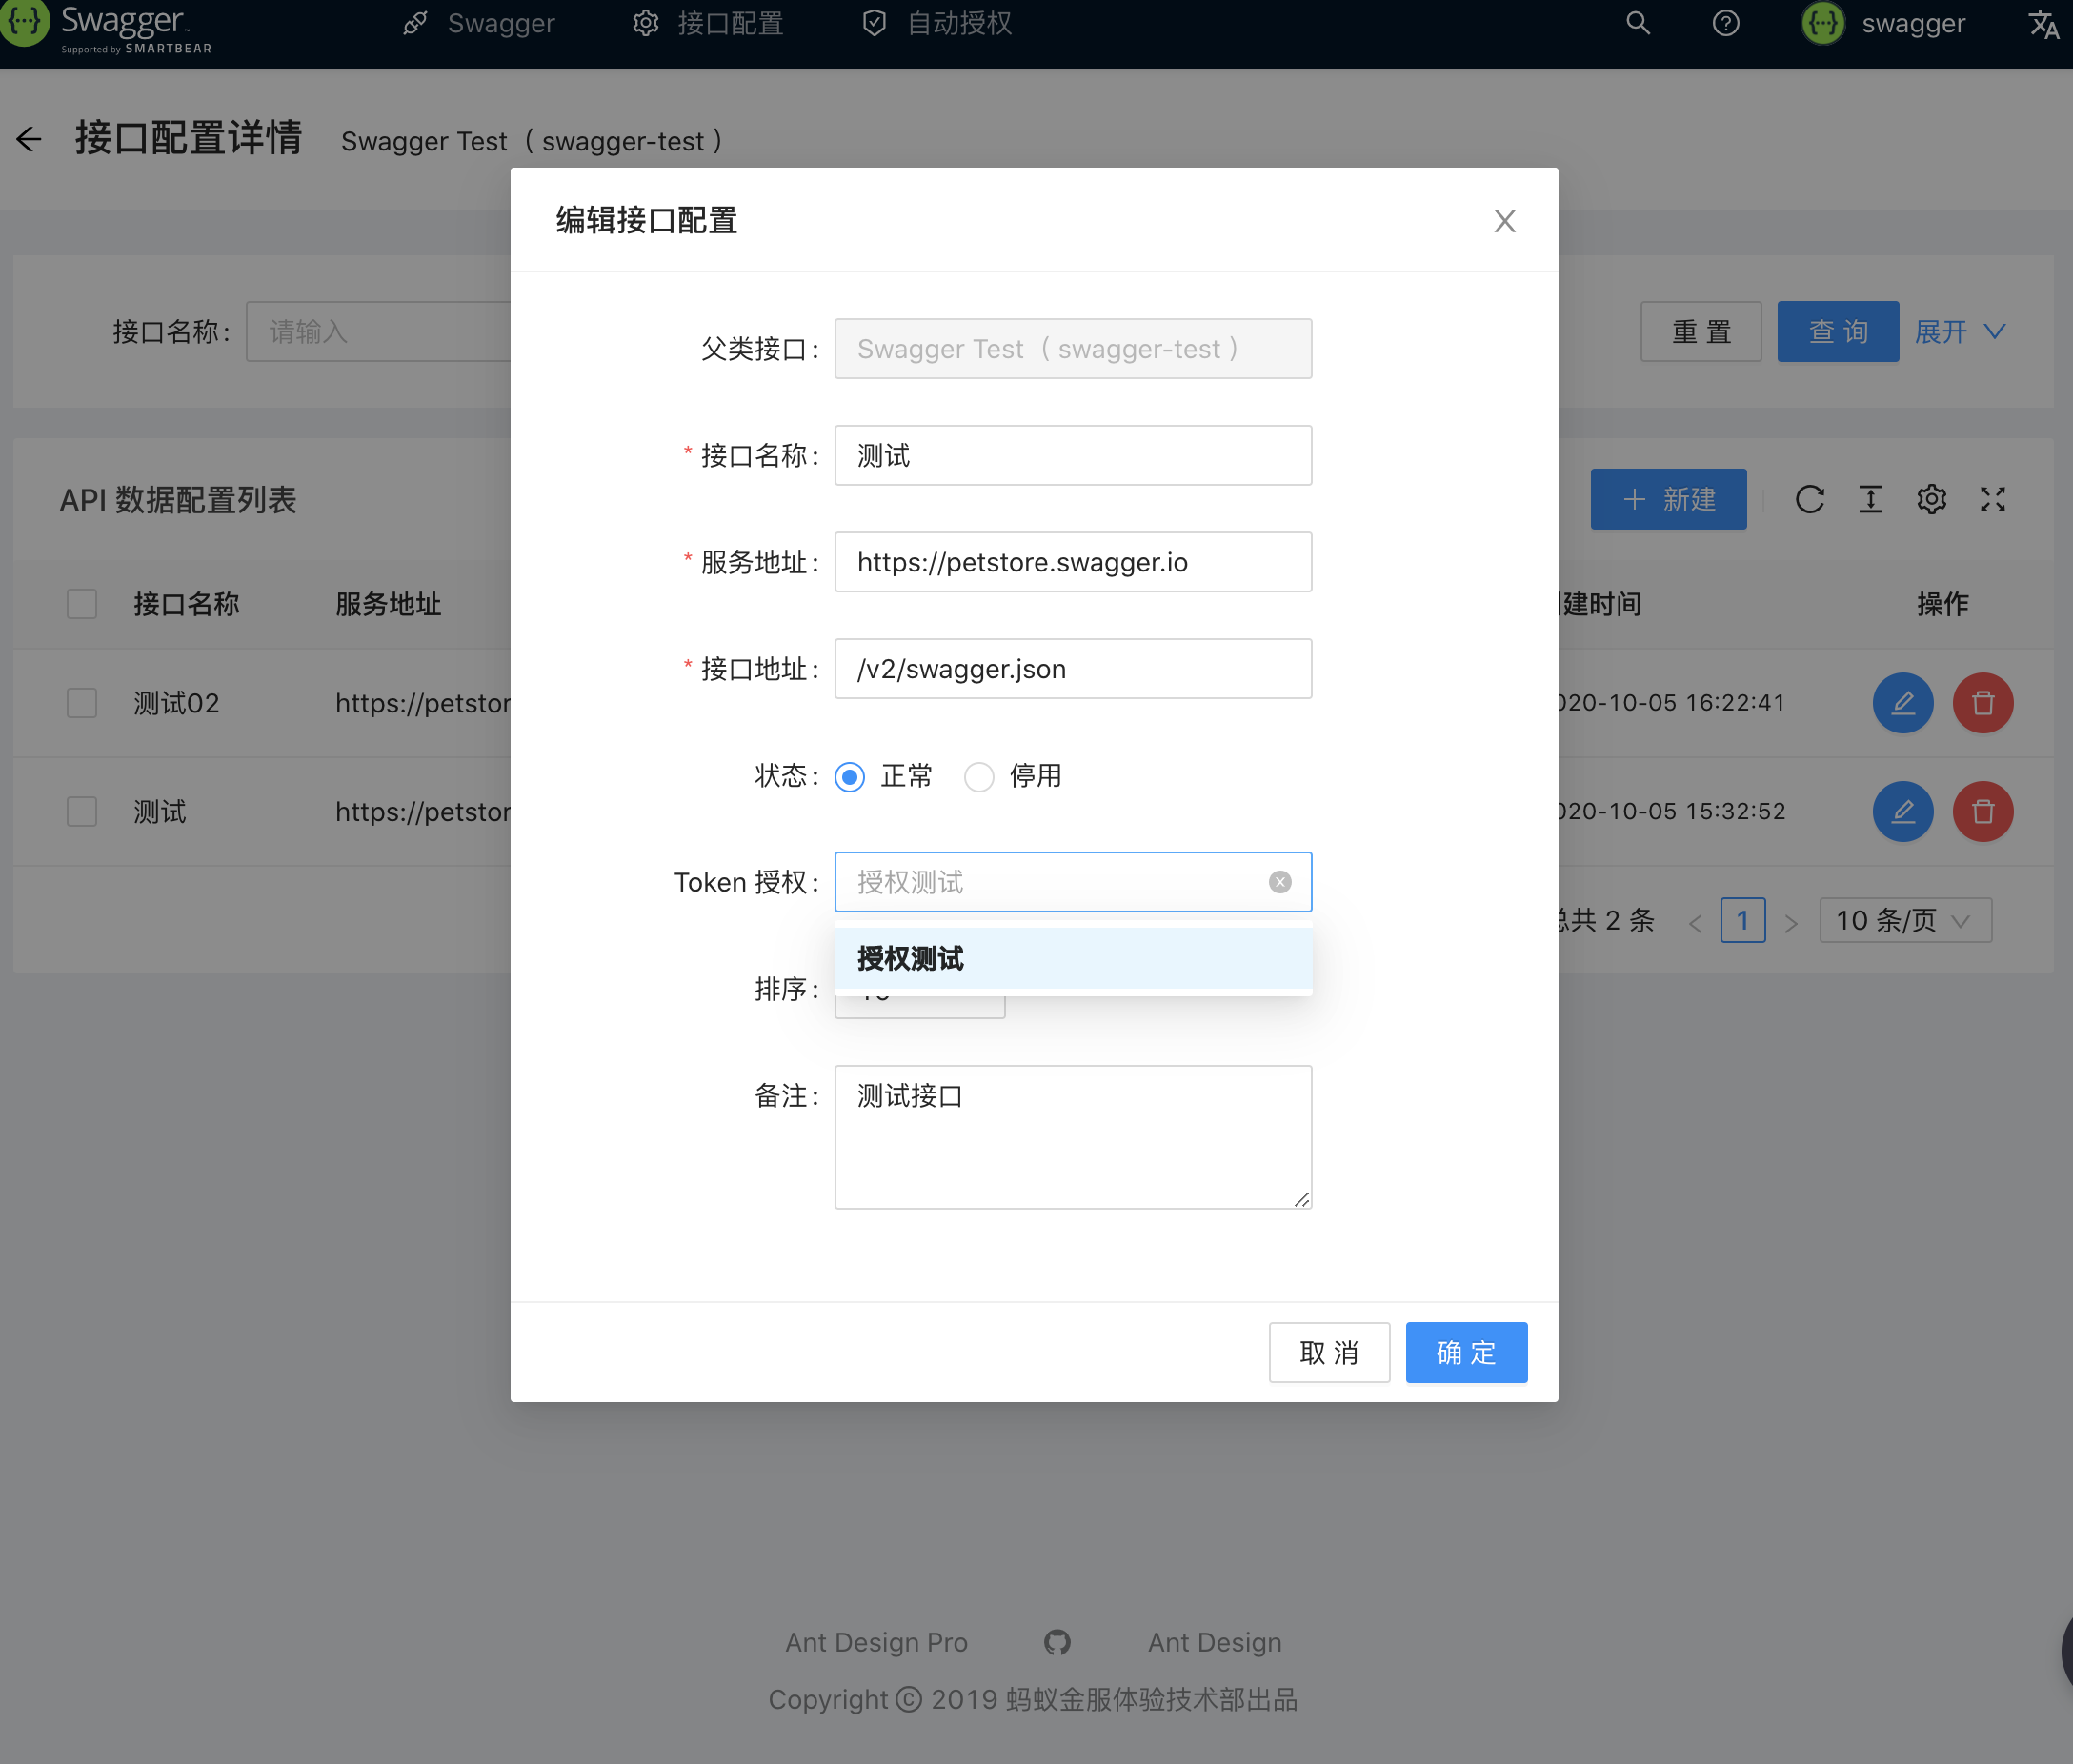 Swagger
Supported by SMARTBEAR
Swagger 接口配置 自动授权 swagger
接口配置详情 Swagger Test（swagger-test）
编辑接口配置
接口名称: 请输入 重 置 查 询 展开
父类接口: Swagger Test（swagger-test）
* 接口名称: 测试
API 数据配置列表 新建
* 服务地址: https://petstore.swagger.io
接口名称 服务地址 建时间 操作
* 接口地址: /v2/swagger.json
测试02 https://petstor 020-10-05 16:22:41
状态: 正常 停用
测试 https://petstor 020-10-05 15:32:52
Token 授权: 授权测试
总共 2 条 < 1 > 10 条/页
授权测试
排序:
备注: 测试接口
取 消 确 定
Ant Design Pro Ant Design
Copyright © 2019 蚂蚁金服体验技术部出品